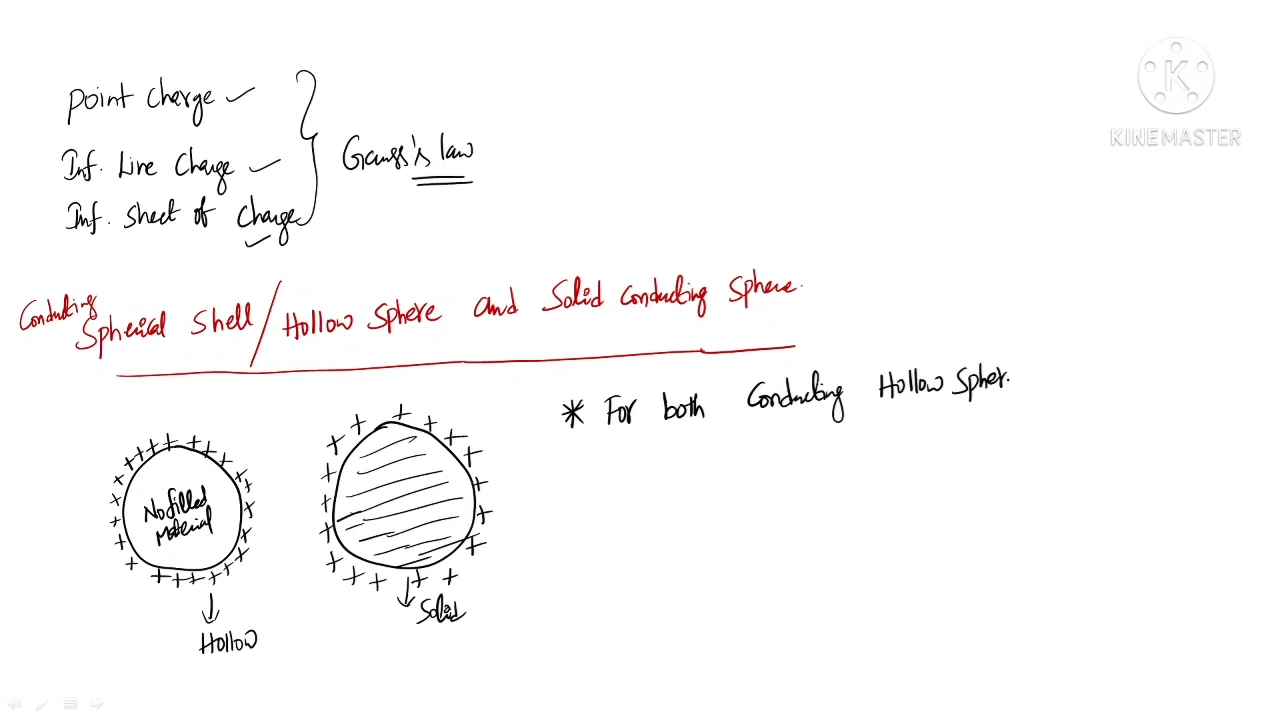 Point Charge
Inf. Line Charge
Inf. Sheet of Charge
Gauss's law
K
KINEMASTER
Conducting
Spherical Shell / Hollow Sphere and Solid Conducting Sphere.
* For both Conducting Hollow Spher.
No filled
Material
Hollow
Solid